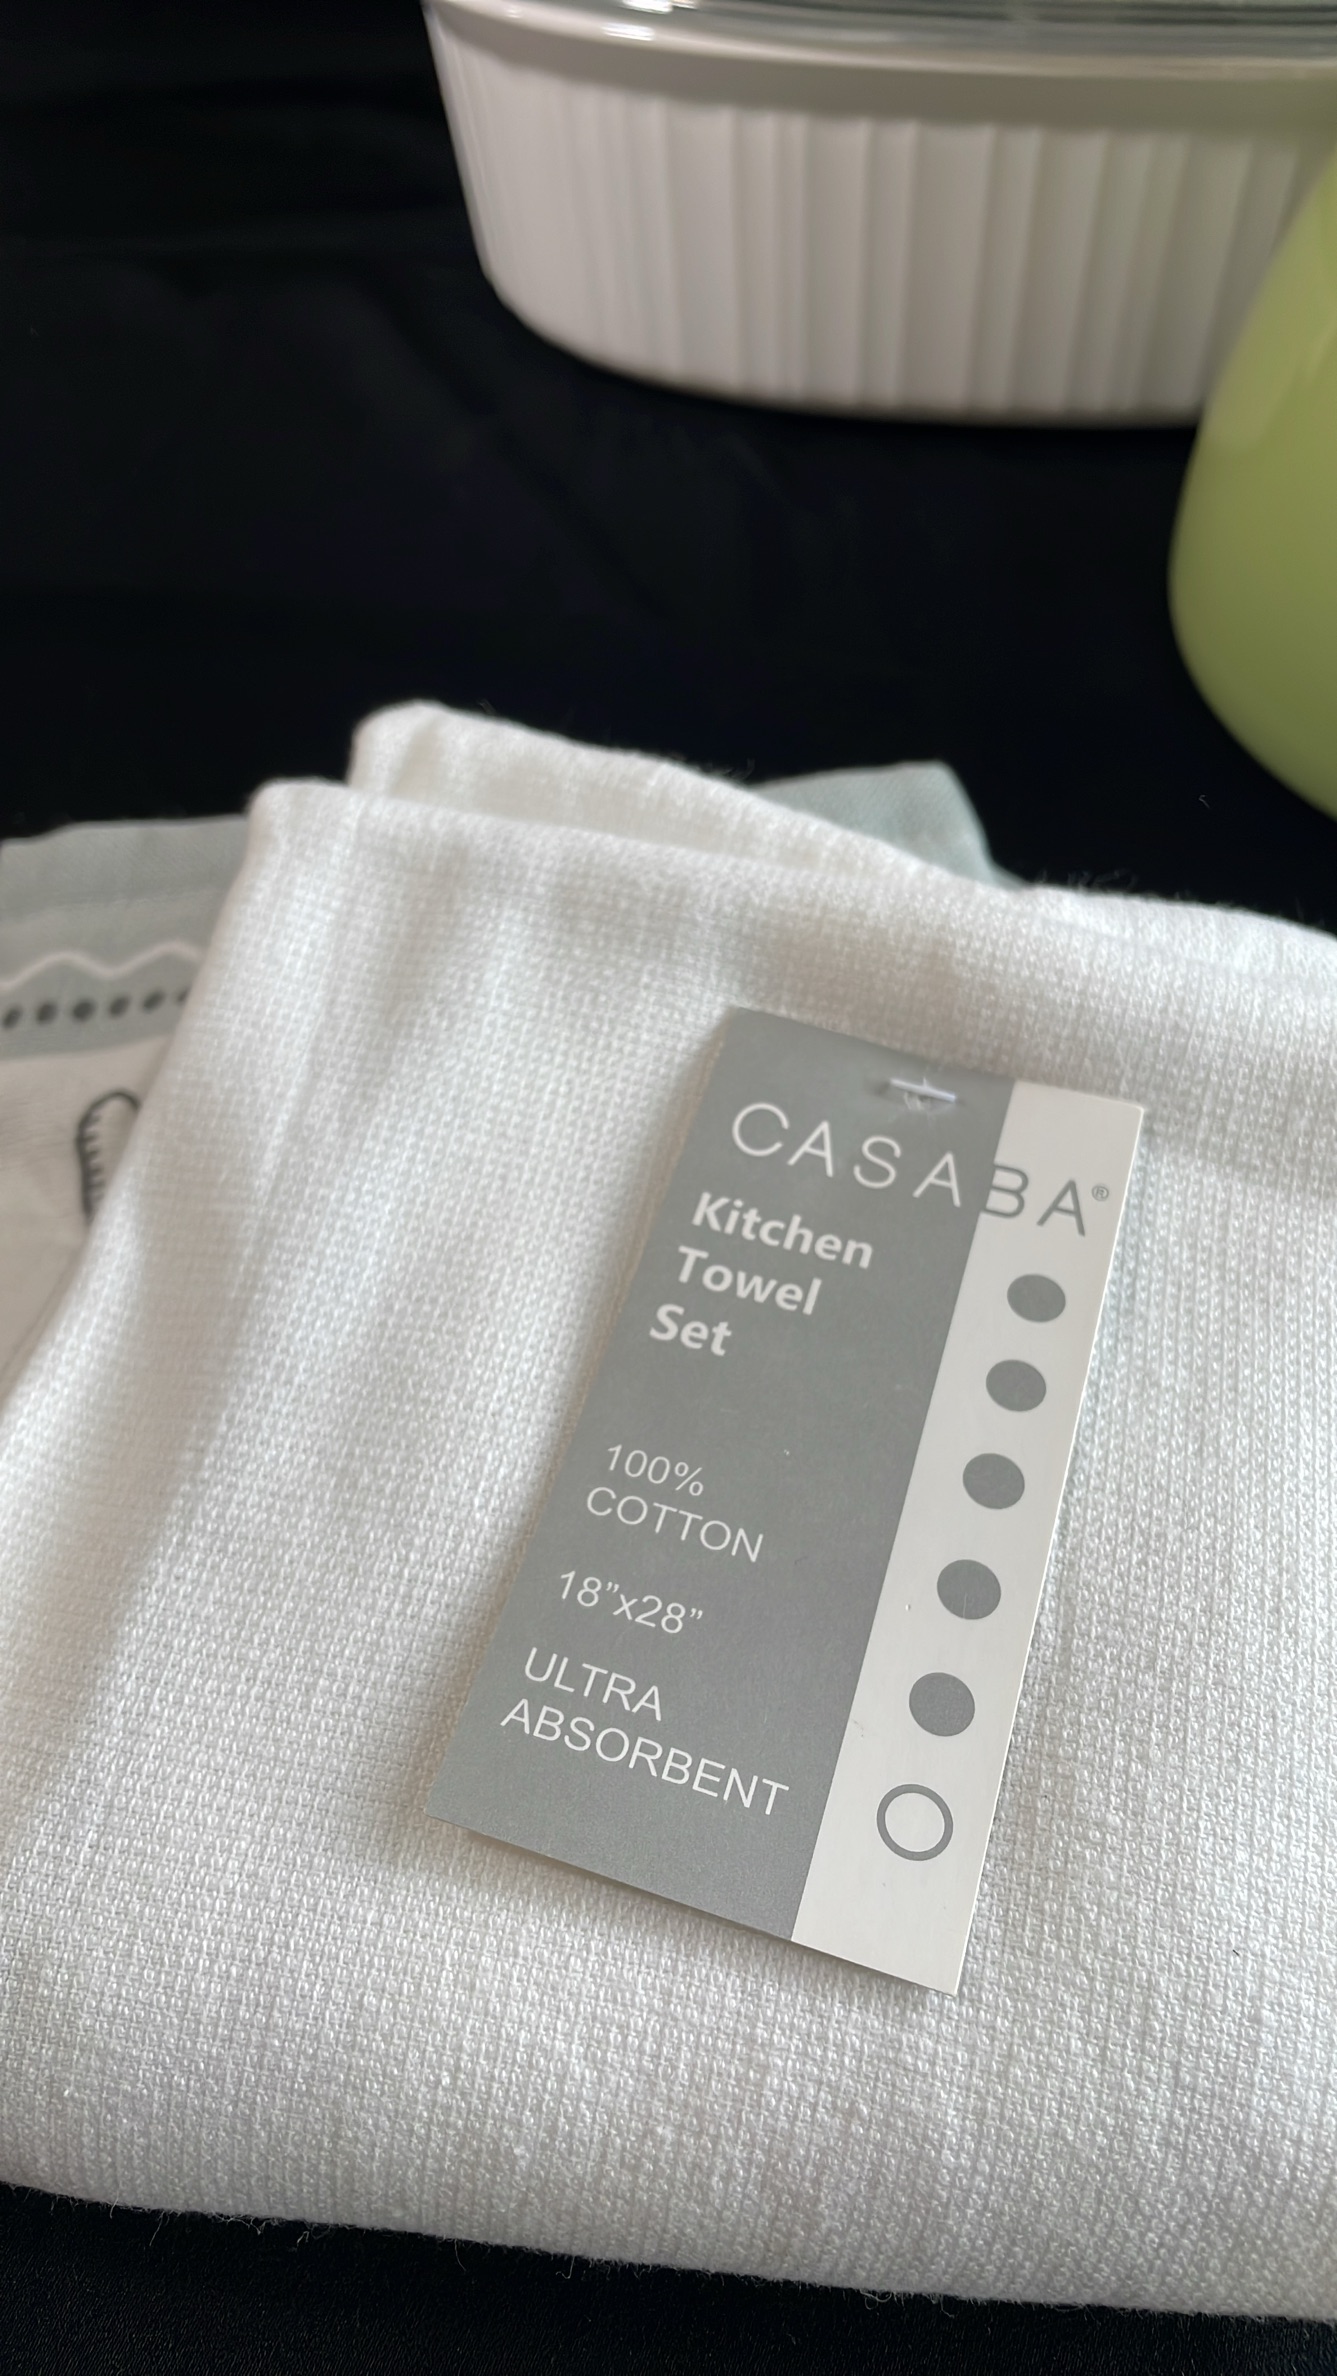 CASABA®
Kitchen
Towel
Set
100%
COTTON
18”x28”
ULTRA
ABSORBENT